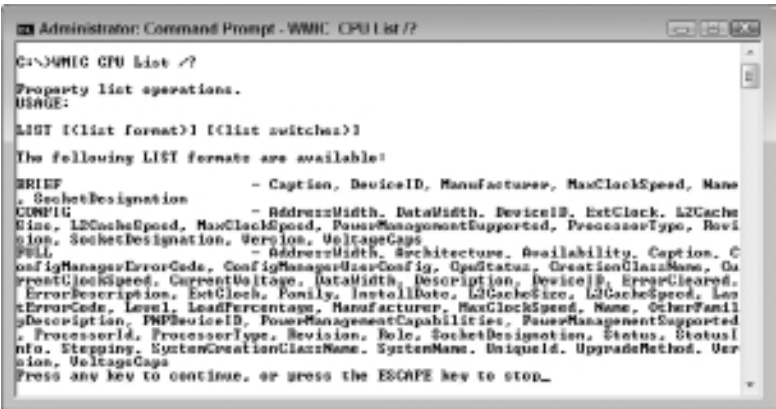 Administrator: Command Prompt - WMIC CPU List /?
C:\>WMIC CPU List /?
Property list operations.
USAGE:
LIST [<list format>] [<list switches>]
The following LIST formats are available:
BRIEF - Caption, DeviceID, Manufacturer, MaxClockSpeed, Name
, SocketDesignation
CONFIG - AddressWidth, DataWidth, DeviceID, ExtClock, L2Cache
Size, L2CacheSpeed, MaxClockSpeed, PowerManagementSupported, ProcessorType, Revi
sion, SocketDesignation, Version, VoltageCaps
FULL - AddressWidth, Architecture, Availability, Caption, C
onfigManagerErrorCode, ConfigManagerUserConfig, CpuStatus, CreationClassName, Cu
rrentClockSpeed, CurrentVoltage, DataWidth, Description, DeviceID, ErrorCleared,
ErrorDescription, ExtClock, Family, InstallDate, L2CacheSize, L2CacheSpeed, Las
tErrorCode, Level, LoadPercentage, Manufacturer, MaxClockSpeed, Name, OtherFamil
yDescription, PNPDeviceID, PowerManagementCapabilities, PowerManagementSupported
, ProcessorId, ProcessorType, Revision, Role, SocketDesignation, Status, StatusI
nfo, Stepping, SystemCreationClassName, SystemName, UniqueId, UpgradeMethod, Ver
sion, VoltageCaps
Press any key to continue, or press the ESCAPE key to stop_